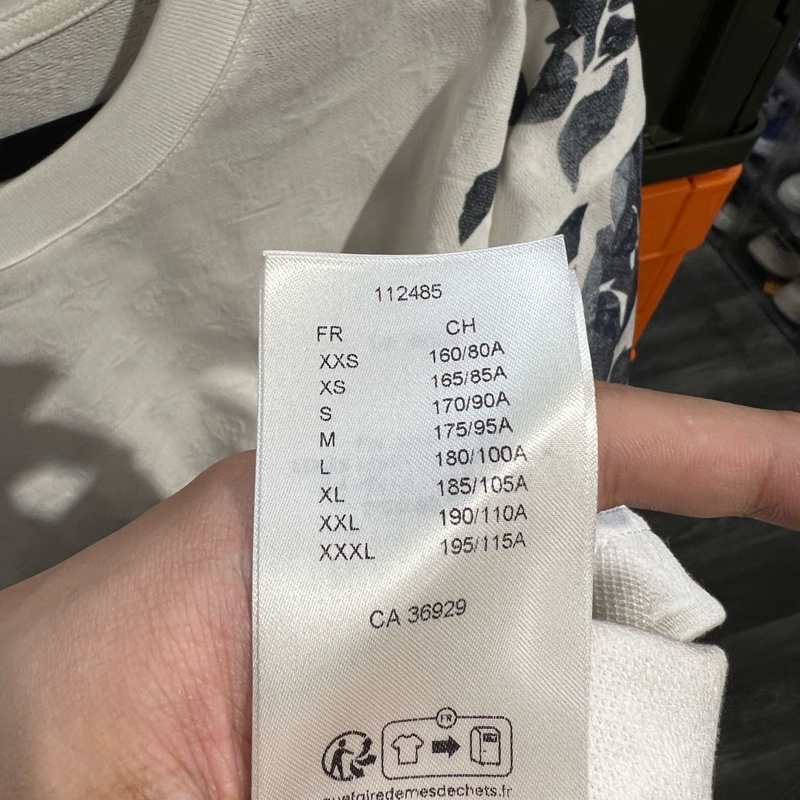 112485
FR CH
XXS 160/80A
XS 165/85A
S 170/90A
M 175/95A
L 180/100A
XL 185/105A
XXL 190/110A
XXXL 195/115A
CA 36929
FR
quefairedemesdechets.fr